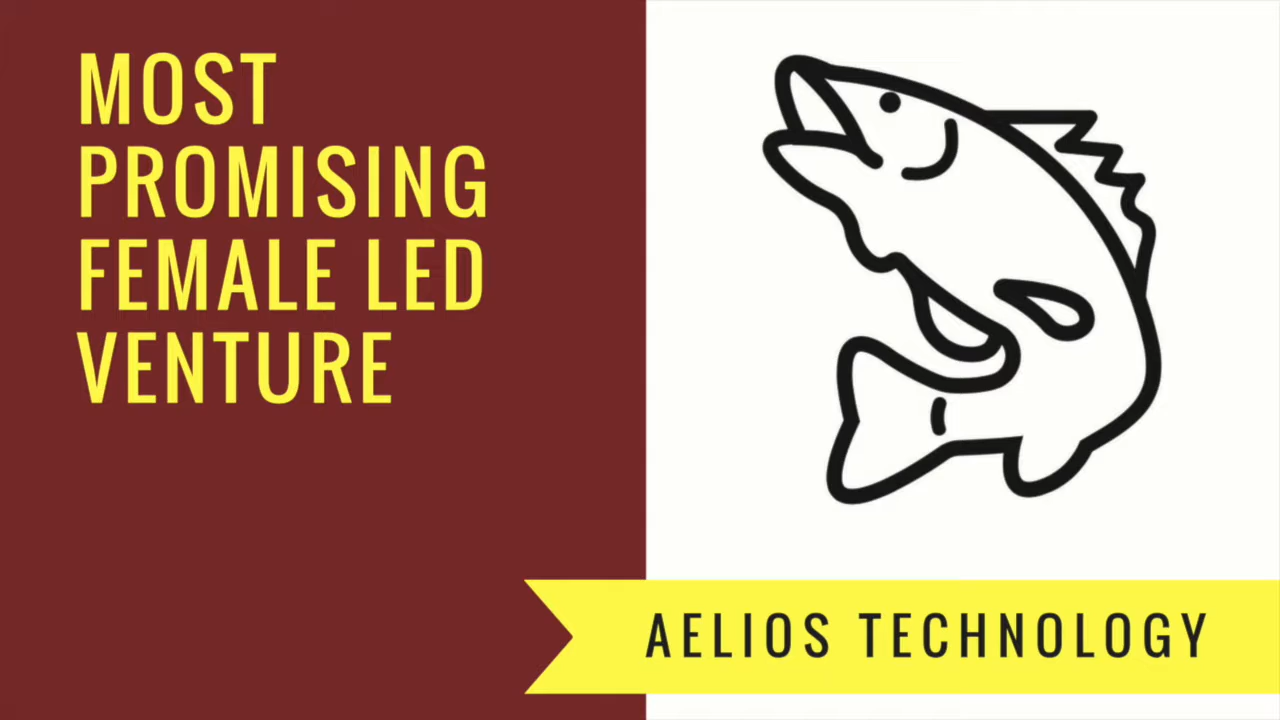 MOST
PROMISING
FEMALE LED
VENTURE
AELIOS TECHNOLOGY